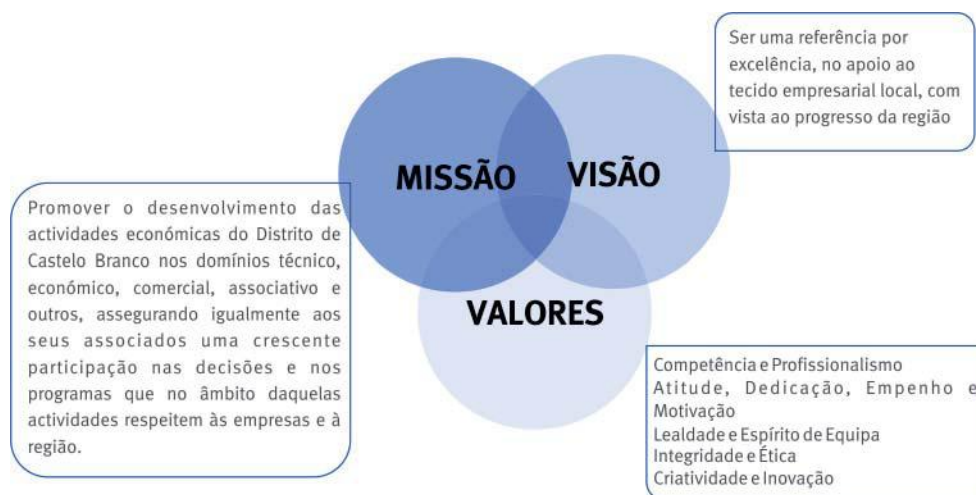 Ser uma referência por
excelência, no apoio ao
tecido empresarial local, com
vista ao progresso da região
MISSÃO
VISÃO
Promover o desenvolvimento das
actividades económicas do Distrito de
Castelo Branco nos domínios técnico,
económico, comercial, associativo e
outros, assegurando igualmente aos
seus associados uma crescente
participação nas decisões e nos
programas que no âmbito daquelas
actividades respeitem às empresas e à
região.
VALORES
Competência e Profissionalismo
Atitude, Dedicação, Empenho e
Motivação
Lealdade e Espírito de Equipa
Integridade e Ética
Criatividade e Inovação